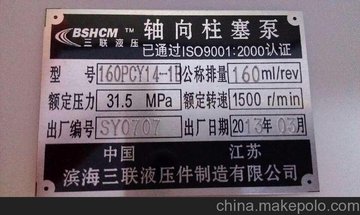 BSHCM™ 轴向柱塞泵
三联液压 已通过ISO9001:2000认证
型号 160PCY14-1B 公称排量 160ml/rev
额定压力 31.5 MPa 额定转速 1500 r/min
出厂编号 SY0707 出厂日期 2013年03月
中国 江苏
滨海三联液压件制造有限公司
china.makepolo.com